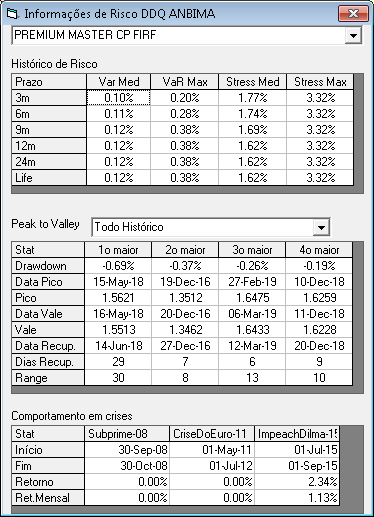 Informações de Risco DDQ ANBIMA
PREMIUM MASTER CP FIRF
Histórico de Risco
Prazo Var Med VaR Max Stress Med Stress Max
3m 0.10% 0.20% 1.77% 3.32%
6m 0.11% 0.28% 1.74% 3.32%
9m 0.12% 0.38% 1.69% 3.32%
12m 0.12% 0.38% 1.62% 3.32%
24m 0.12% 0.38% 1.62% 3.32%
Life 0.12% 0.38% 1.62% 3.32%
Peak to Valley Todo Histórico
Stat 1o maior 2o maior 3o maior 4o maior
Drawdown -0.69% -0.37% -0.26% -0.19%
Data Pico 15-May-18 19-Dec-16 27-Feb-19 10-Dec-18
Pico 1.5621 1.3512 1.6475 1.6259
Data Vale 16-May-18 20-Dec-16 06-Mar-19 11-Dec-18
Vale 1.5513 1.3462 1.6433 1.6228
Data Recup. 14-Jun-18 27-Dec-16 12-Mar-19 20-Dec-18
Dias Recup. 29 7 6 9
Range 30 8 13 10
Comportamento em crises
Stat Subprime-08 CriseDoEuro-11 ImpeachDilma-15
Início 30-Sep-08 01-May-11 01-Jul-15
Fim 30-Oct-08 01-Jul-12 01-Sep-15
Retorno 0.00% 0.00% 2.34%
Ret.Mensal 0.00% 0.00% 1.13%